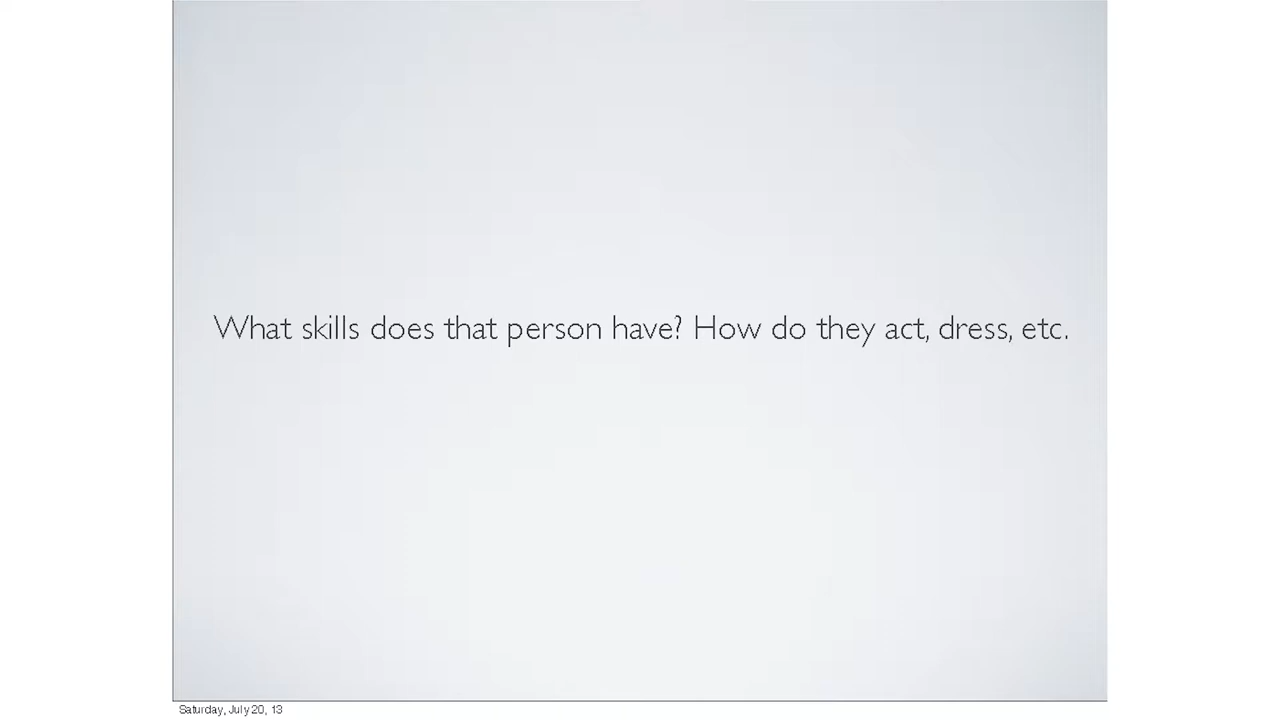 What skills does that person have? How do they act, dress, etc.
Saturday, July 20, 13